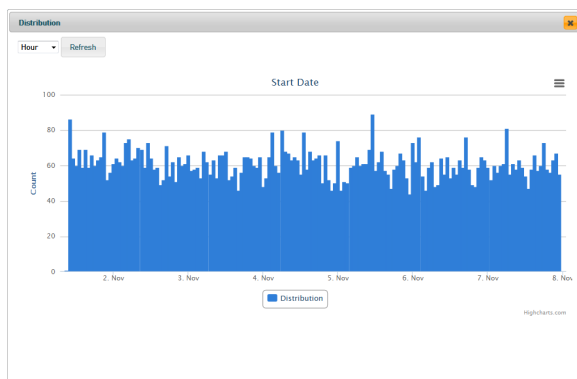 Distribution
Hour Refresh
Start Date
100
80
60
40
20
0
Count
2. Nov 3. Nov 4. Nov 5. Nov 6. Nov 7. Nov 8. Nov
Distribution
Highcharts.com